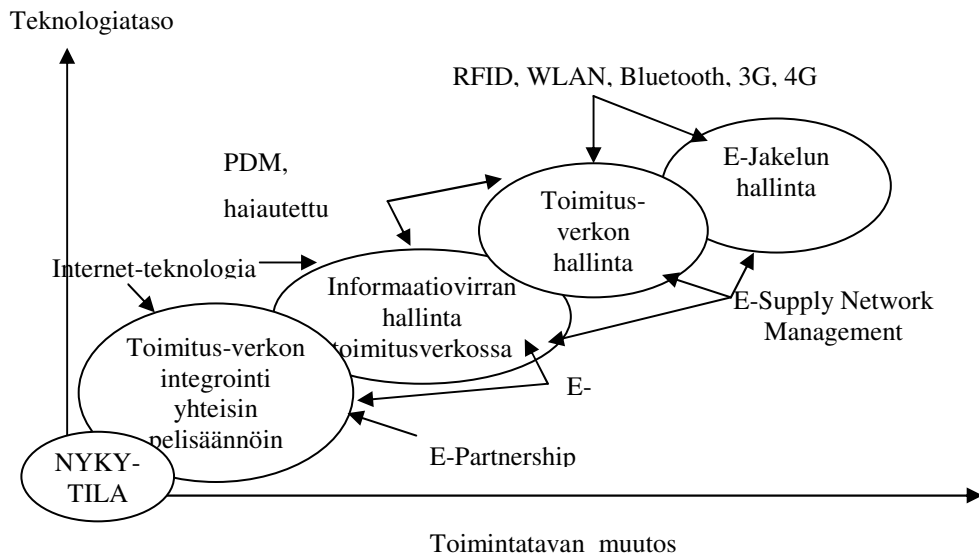 Teknologiataso
RFID, WLAN, Bluetooth, 3G, 4G
E-Jakelun
hallinta
PDM,
hajautettu
Toimitus-
verkon
hallinta
Internet-teknologia
Informaatiovirran
hallinta
toimitusverkossa
E-Supply Network
Management
Toimitus-verkon
integrointi
yhteisin
pelisäännöin
E-
E-Partnership
NYKY-
TILA
Toimintatavan muutos